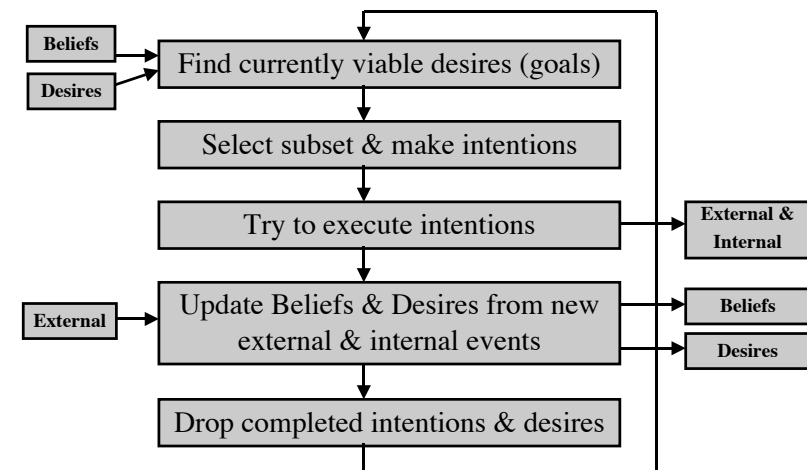 Beliefs
Desires
Find currently viable desires (goals)
Select subset & make intentions
Try to execute intentions
External &
Internal
External
Update Beliefs & Desires from new
external & internal events
Beliefs
Desires
Drop completed intentions & desires